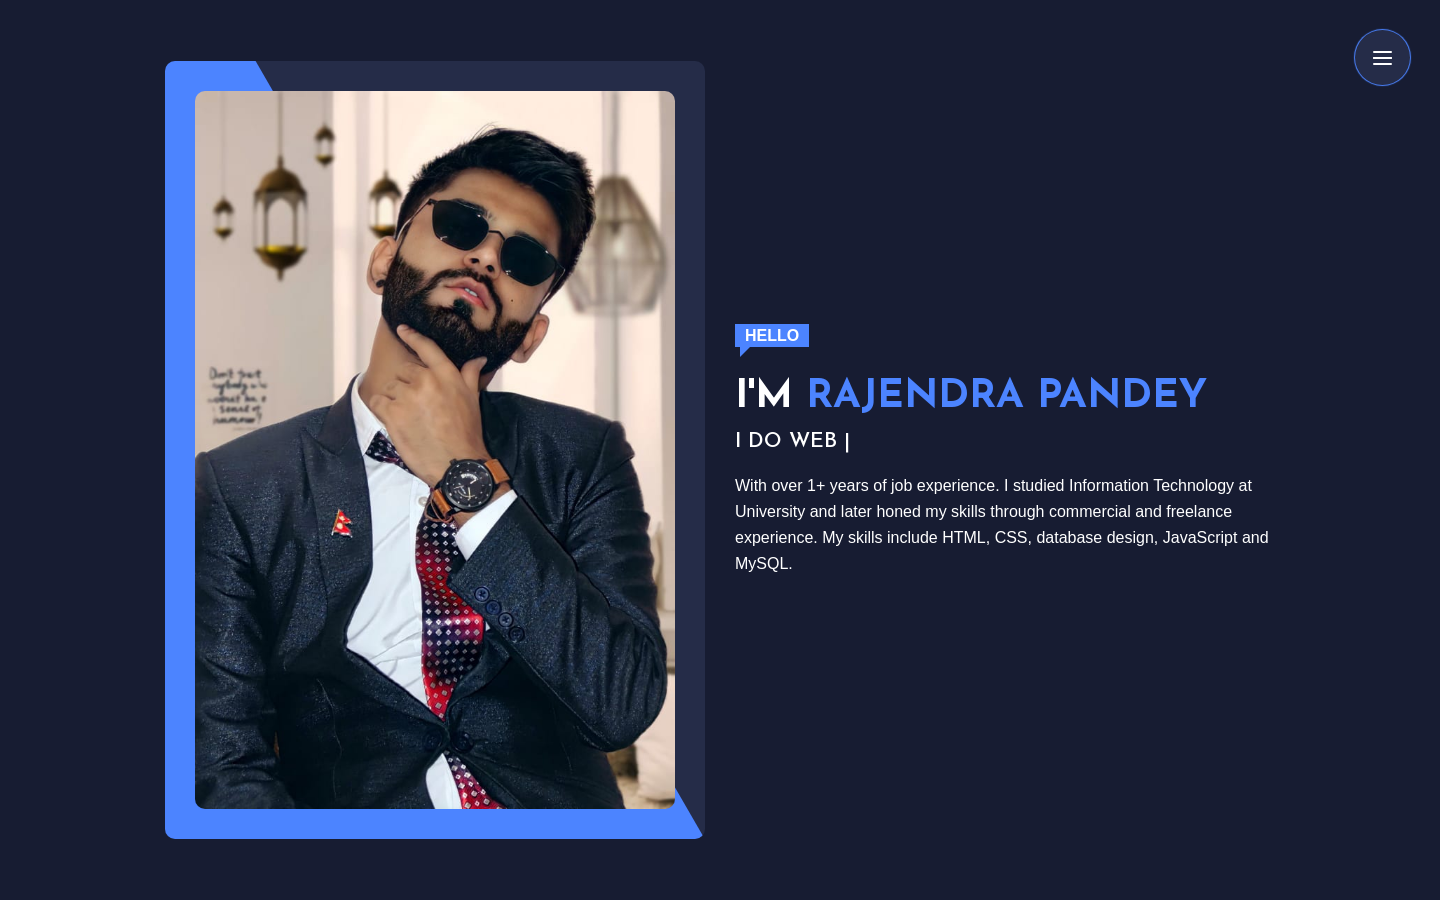 HELLO
I'M RAJENDRA PANDEY
I DO WEB |
With over 1+ years of job experience. I studied Information Technology at
University and later honed my skills through commercial and freelance
experience. My skills include HTML, CSS, database design, JavaScript and
MySQL.